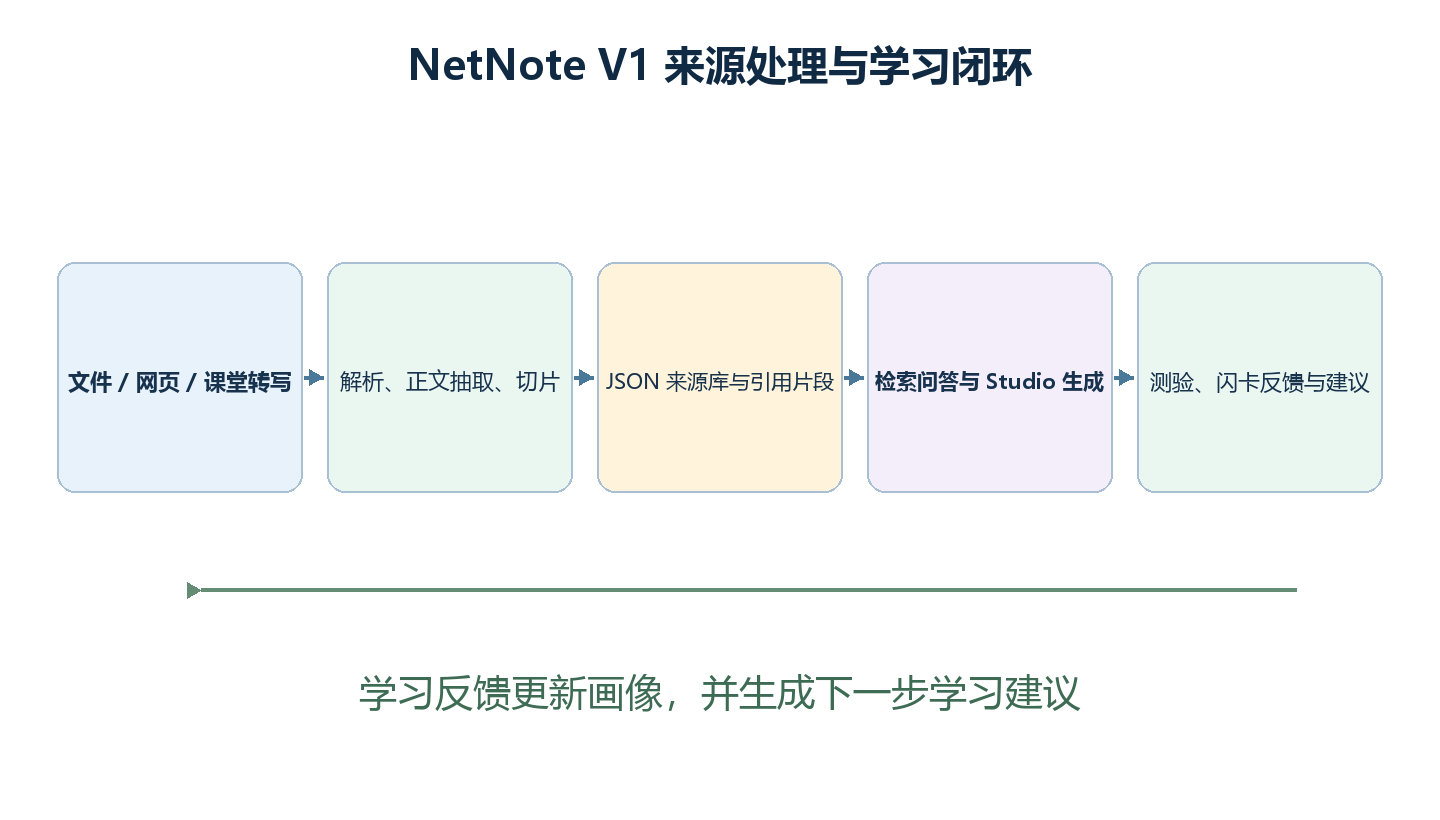 NetNote V1 来源处理与学习闭环
文件 / 网页 / 课堂转写
解析、正文抽取、切片
JSON 来源库与引用片段
检索问答与 Studio 生成
测验、闪卡反馈与建议
学习反馈更新画像，并生成下一步学习建议